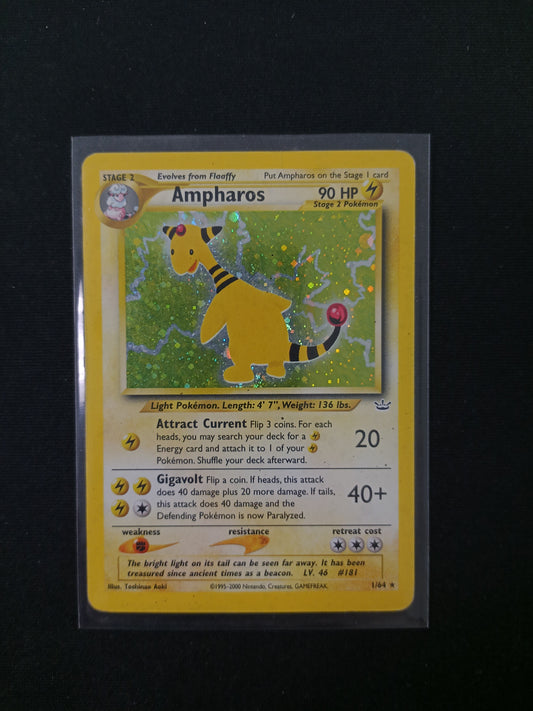 STAGE 2 Evolves from Flaaffy Put Ampharos on the Stage 1 card
Ampharos 90 HP
Stage 2 Pokémon
Light Pokémon. Length: 4' 7", Weight: 136 lbs.
Attract Current Flip 3 coins. For each
heads, you may search your deck for a
Energy card and attach it to 1 of your
Pokémon. Shuffle your deck afterward.
20
Gigavolt Flip a coin. If heads, this attack
does 40 damage plus 20 more damage. If tails,
this attack does 40 damage and the
Defending Pokémon is now Paralyzed.
40+
weakness resistance retreat cost
The bright light on its tail can be seen far away. It has been
treasured since ancient times as a beacon. LV. 46 #181
Illus. Toshinao Aoki ©1995-2000 Nintendo, Creatures, GAMEFREAK. 1/64 ★